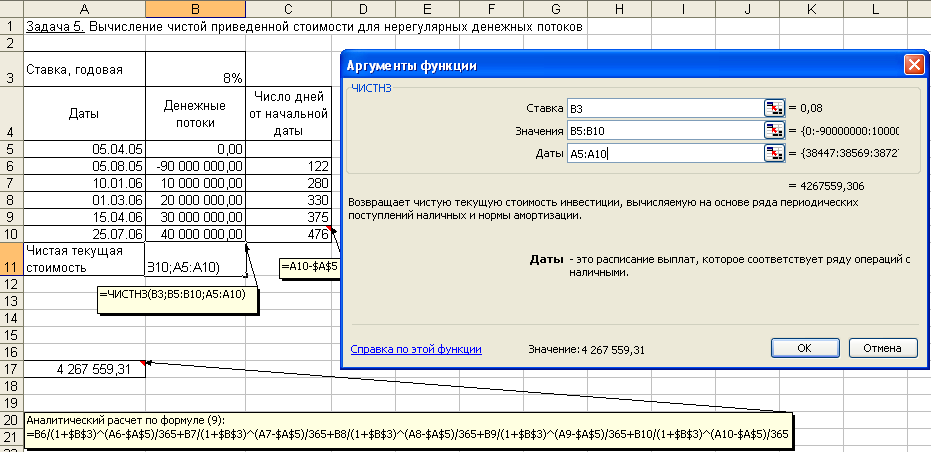 A B C D E F G H I J K L
1 Задача 5. Вычисление чистой приведенной стоимости для нерегулярных денежных потоков
2
3 Ставка, годовая 8%
4 Даты Денежные потоки Число дней от начальной даты
5 05.04.05 0,00
6 05.08.05 -90 000 000,00 122
7 10.01.06 10 000 000,00 280
8 01.03.06 20 000 000,00 330
9 15.04.06 30 000 000,00 375
10 25.07.06 40 000 000,00 476
11 Чистая текущая стоимость B10;A5:A10)
=A10-$A$5
12
=ЧИСТНЗ(B3;B5:B10;A5:A10)
13
14
15
16
17 4 267 559,31
18
19
20 Аналитический расчет по формуле (9):
21 =B6/(1+$B$3)^(A6-$A$5)/365+B7/(1+$B$3)^(A7-$A$5)/365+B8/(1+$B$3)^(A8-$A$5)/365+B9/(1+$B$3)^(A9-$A$5)/365+B10/(1+$B$3)^(A10-$A$5)/365
Аргументы функции
ЧИСТНЗ
Ставка B3 = 0,08
Значения B5:B10 = {0:-90000000:10000
Даты A5:A10 = {38447:38569:3872
= 4267559,306
Возвращает чистую текущую стоимость инвестиции, вычисляемую на основе ряда периодических
поступлений наличных и нормы амортизации.
Даты - это расписание выплат, которое соответствует ряду операций с
наличными.
Справка по этой функции Значение:4 267 559,31 OK Отмена